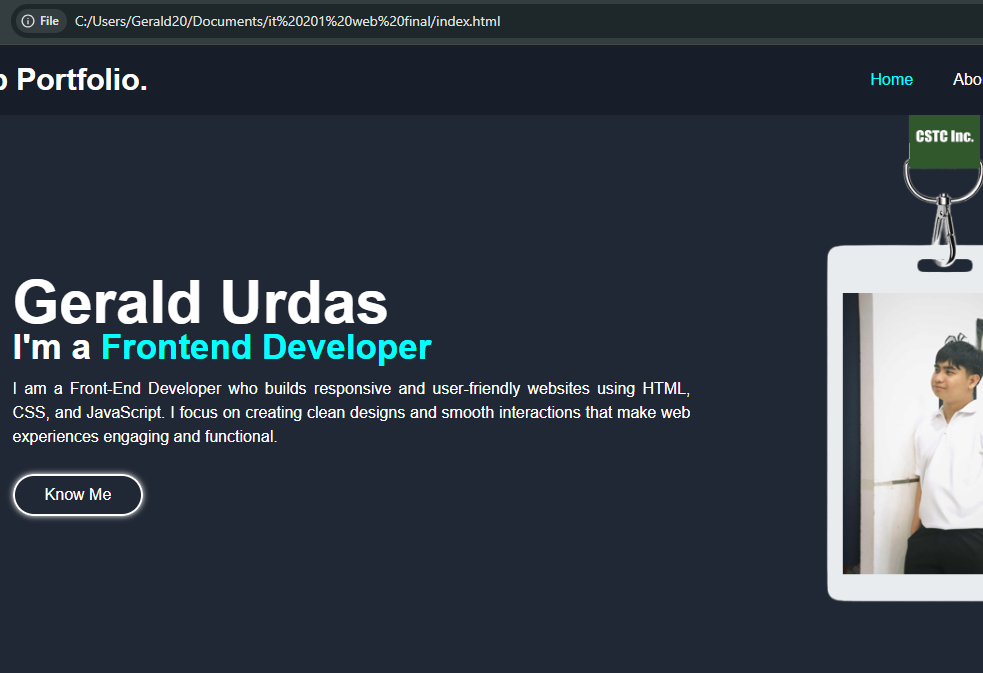 File C:/Users/Gerald20/Documents/it%20201%20web%20final/index.html
Portfolio. Home
CSTC Inc.
Gerald Urdas
I'm a Frontend Developer
I am a Front-End Developer who builds responsive and user-friendly websites using HTML,
CSS, and JavaScript. I focus on creating clean designs and smooth interactions that make web
experiences engaging and functional.
Know Me